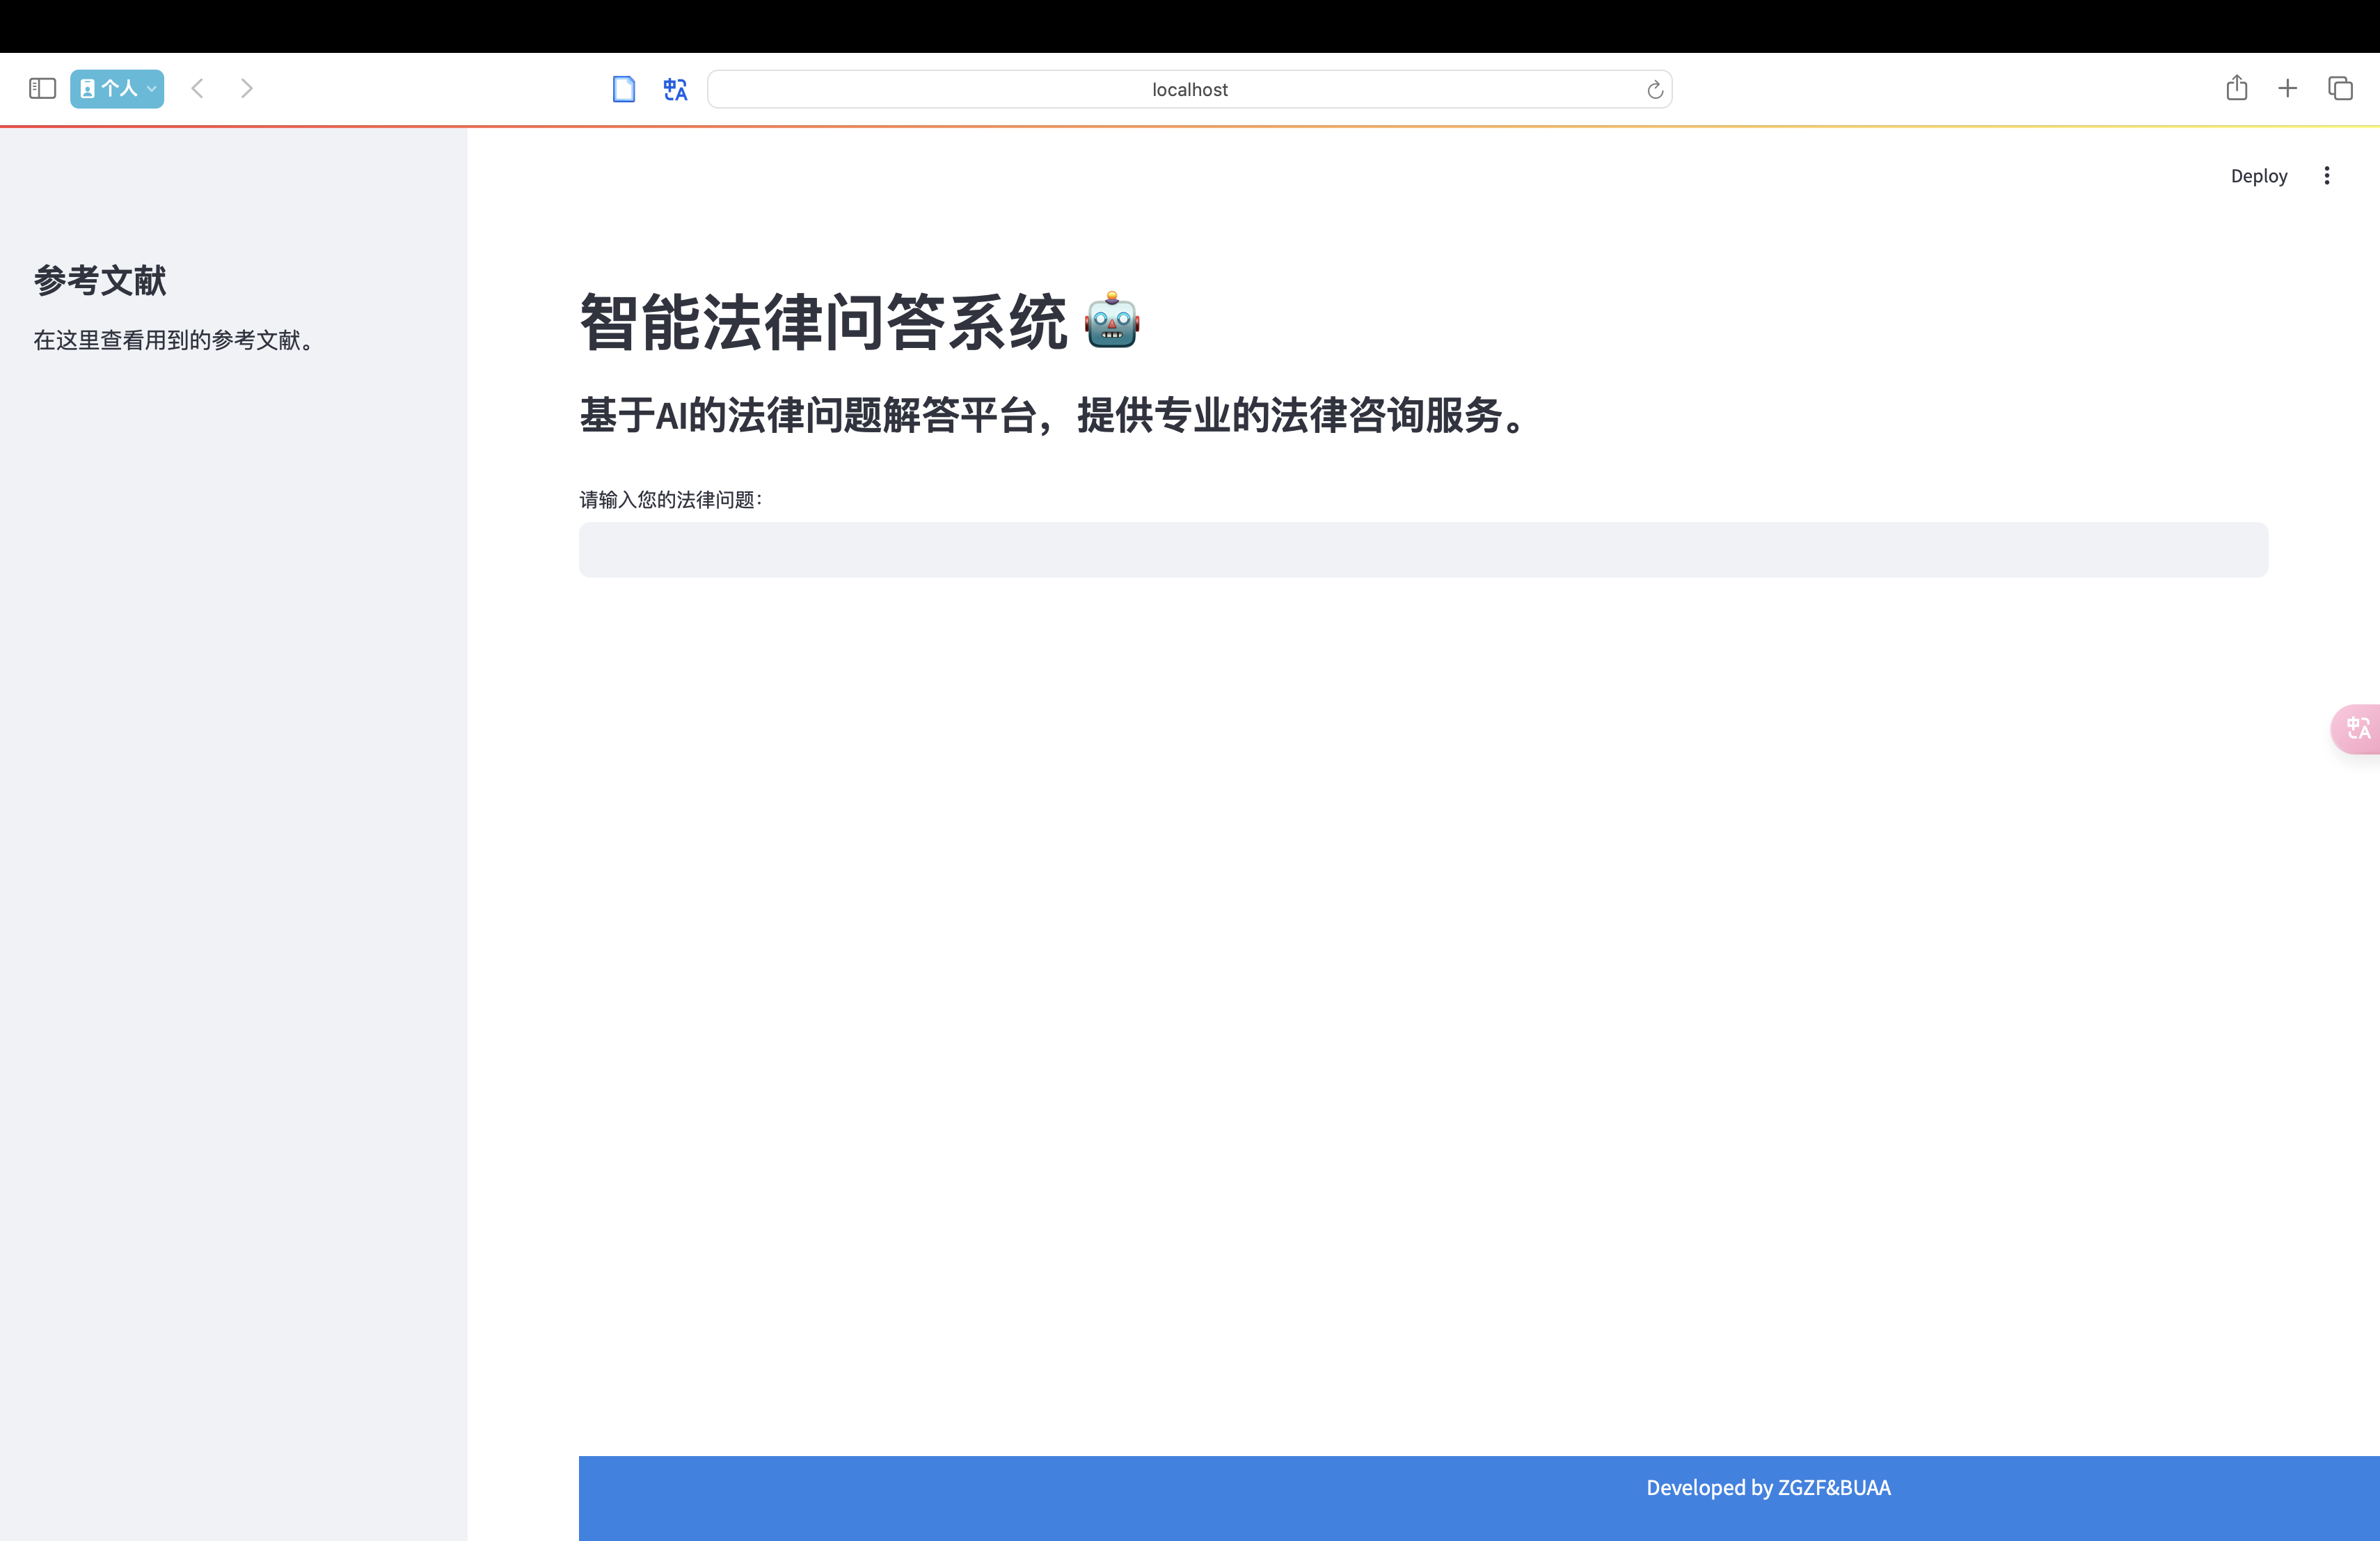 个人
localhost
Deploy
参考文献
在这里查看用到的参考文献。
智能法律问答系统
基于AI的法律问题解答平台，提供专业的法律咨询服务。
请输入您的法律问题：
Developed by ZGZF&BUAA